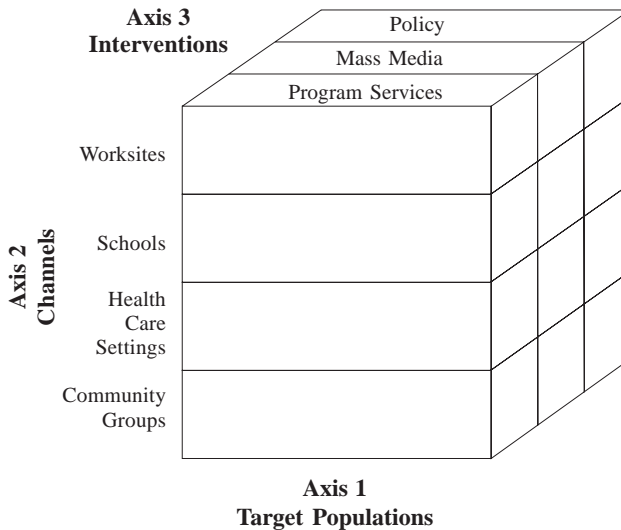 Axis 3
Interventions
Policy
Mass Media
Program Services
Worksites
Schools
Health
Care
Settings
Community
Groups
Axis 2
Channels
Axis 1
Target Populations